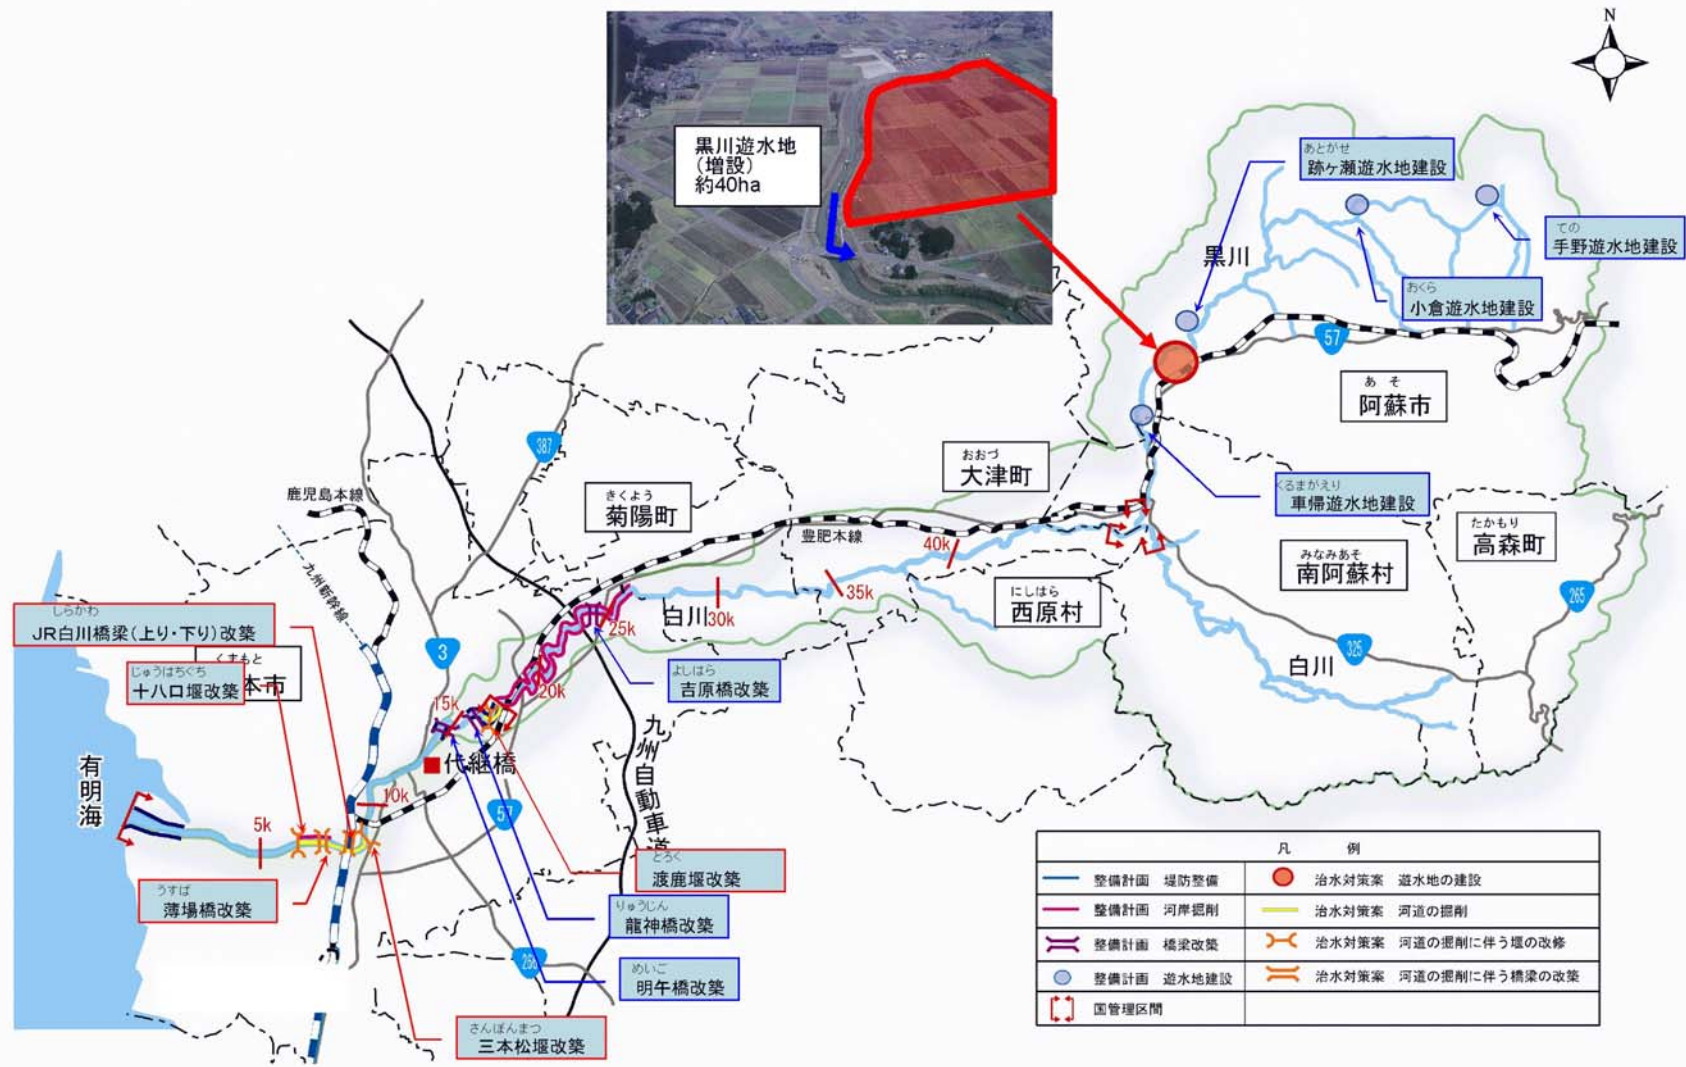 N
黒川遊水地
（増設）
約40ha
あとがせ
跡ヶ瀬遊水地建設
ての
手野遊水地建設
黒川
おくら
小倉遊水地建設
57
あ そ
阿蘇市
387
おおづ
大津町
くるまがえり
車帰遊水地建設
鹿児島本線
きくよう
菊陽町
豊肥本線
40k
たかもり
高森町
みなみあそ
南阿蘇村
九州新幹線
35k
にしはら
西原村
265
しらかわ
JR白川橋梁（上り・下り）改築
白川
30k
25k
3
325
くまもと
本市
じゅうはちぐち
十八口堰改築
よしはら
吉原橋改築
白川
20k
15k
九州自動車道
代継橋
有明海
10k
57
5k
とろく
渡鹿堰改築
うすば
薄場橋改築
りゅうじん
龍神橋改築
めいご
明午橋改築
さんぼんまつ
三本松堰改築
凡 例
整備計画 堤防整備
治水対策案 遊水地の建設
整備計画 河岸掘削
治水対策案 河道の掘削
整備計画 橋梁改築
治水対策案 河道の掘削に伴う堰の改修
整備計画 遊水地建設
治水対策案 河道の掘削に伴う橋梁の改築
国管理区間